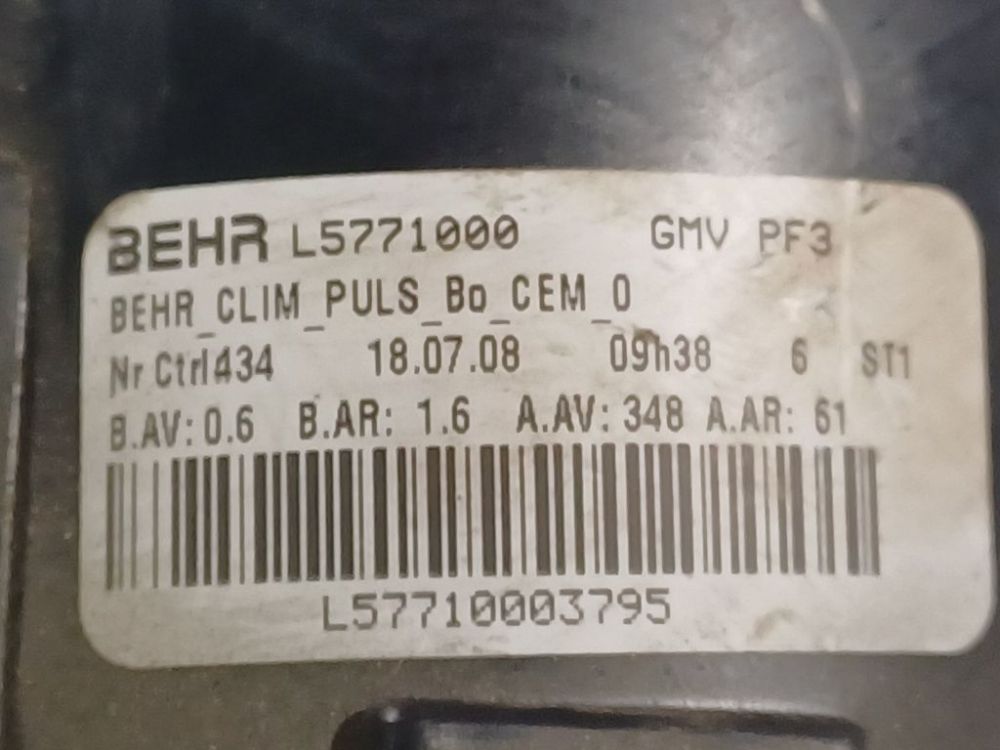 BEHR L5771000 GMV PF3
BEHR_CLIM_PULS_Bo_CEM_0
Nr Ctrl434 18.07.08 09h38 6 ST1
B.AV:0.6 B.AR: 1.6 A.AV: 348 A.AR: 61
L57710003795